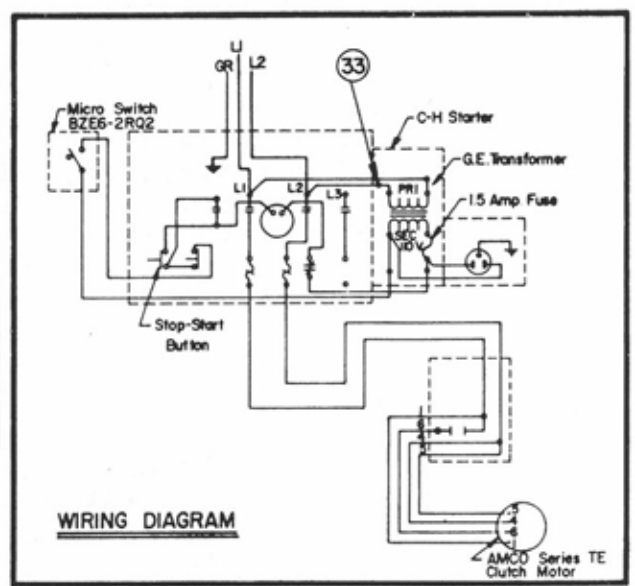 L1
GR L2
33
Micro Switch
BZE6-2RQ2
C-H Starter
G.E. Transformer
L1 L2 L3
PRI
1.5 Amp. Fuse
SEC
110V
Stop-Start
Button
WIRING DIAGRAM
AMCO Series TE
Clutch Motor